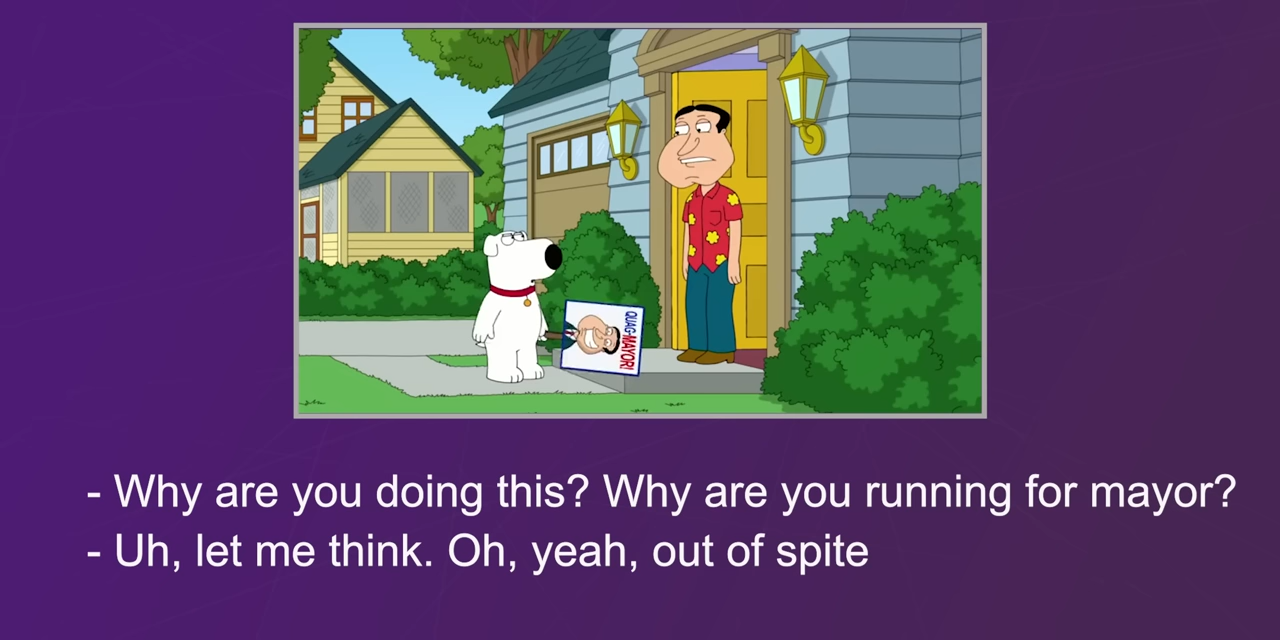 QUAG-MAYOR!
- Why are you doing this? Why are you running for mayor?
- Uh, let me think. Oh, yeah, out of spite